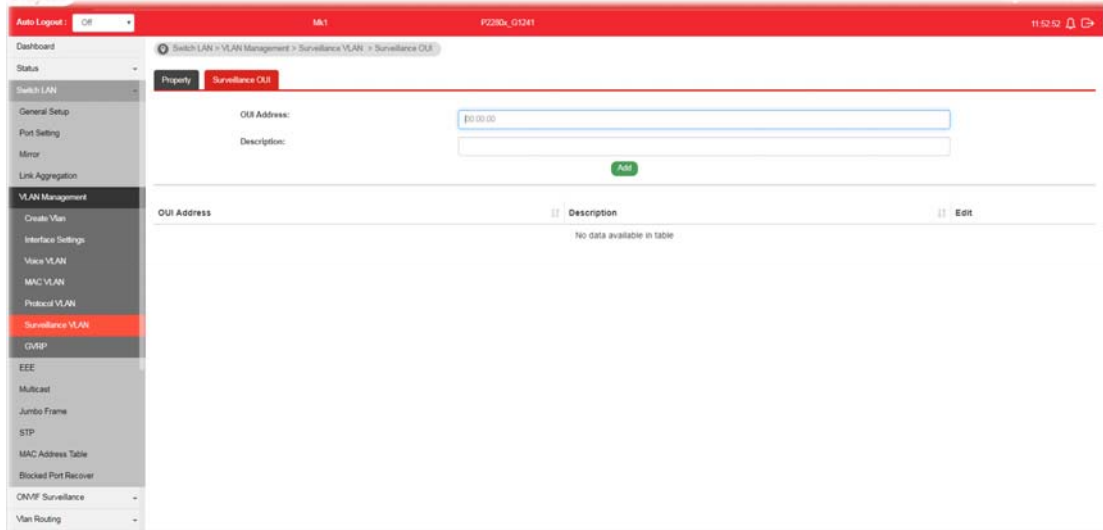 Auto Logout : Off Mk1 P2280x_G1241 11:52:52
Dashboard
Switch LAN > VLAN Management > Surveillance VLAN > Surveillance OUI
Status
Property Surveillance OUI
Switch LAN
General Setup
OUI Address: 00:00:00
Port Setting
Description:
Mirror
Link Aggregation
Add
VLAN Management
OUI Address Description Edit
Create Vlan
No data available in table
Interface Settings
Voice VLAN
MAC VLAN
Protocol VLAN
Surveillance VLAN
GVRP
EEE
Multicast
Jumbo Frame
STP
MAC Address Table
Blocked Port Recover
ONVIF Surveillance
Vlan Routing